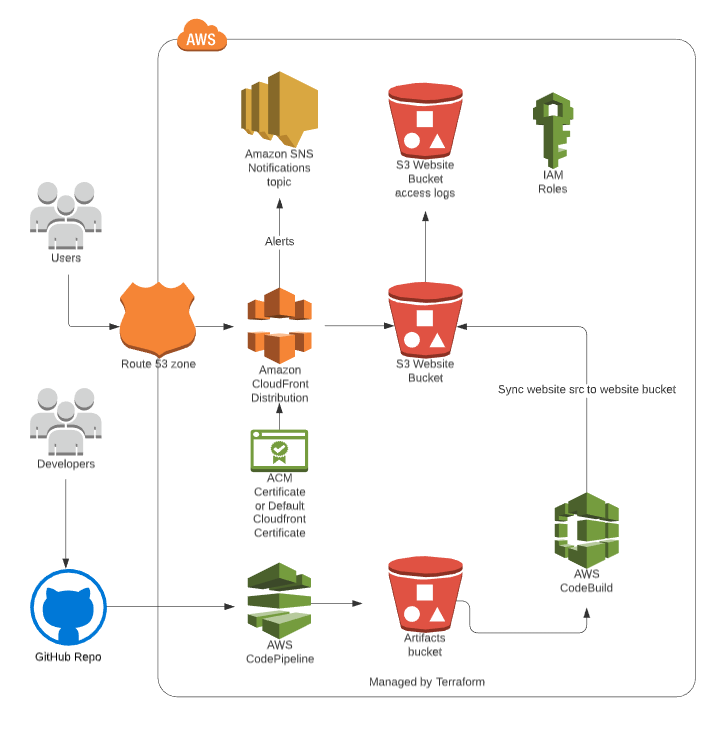 AWS
Amazon SNS
Notifications
topic
S3 Website
Bucket
access logs
IAM
Roles
Users
Alerts
Route 53 zone
Amazon
CloudFront
Distribution
S3 Website
Bucket
Sync website src to website bucket
Developers
ACM
Certificate
or Default
Cloudfront
Certificate
GitHub Repo
AWS
CodePipeline
Artifacts
bucket
AWS
CodeBuild
Managed by Terraform